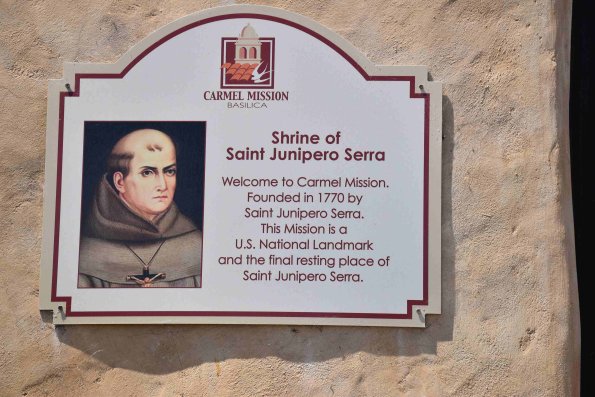 CARMEL MISSION
BASILICA
Shrine of
Saint Junipero Serra
Welcome to Carmel Mission.
Founded in 1770 by
Saint Junipero Serra.
This Mission is a
U.S. National Landmark
and the final resting place of
Saint Junipero Serra.